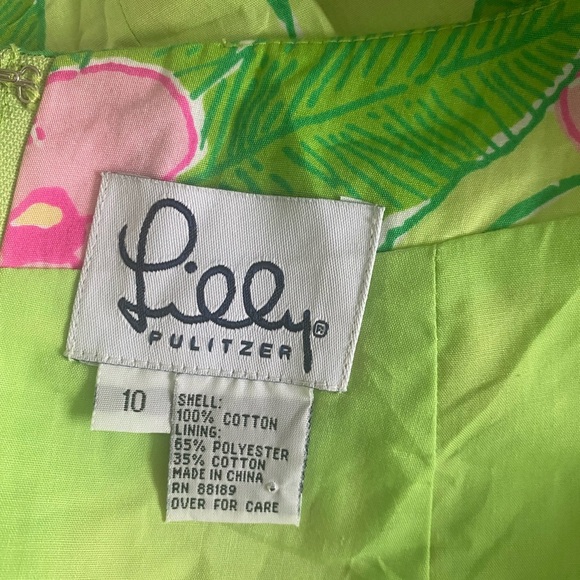 Lilly®
PULITZER
10
SHELL:
100% COTTON
LINING:
65% POLYESTER
35% COTTON
MADE IN CHINA
RN 88189
OVER FOR CARE